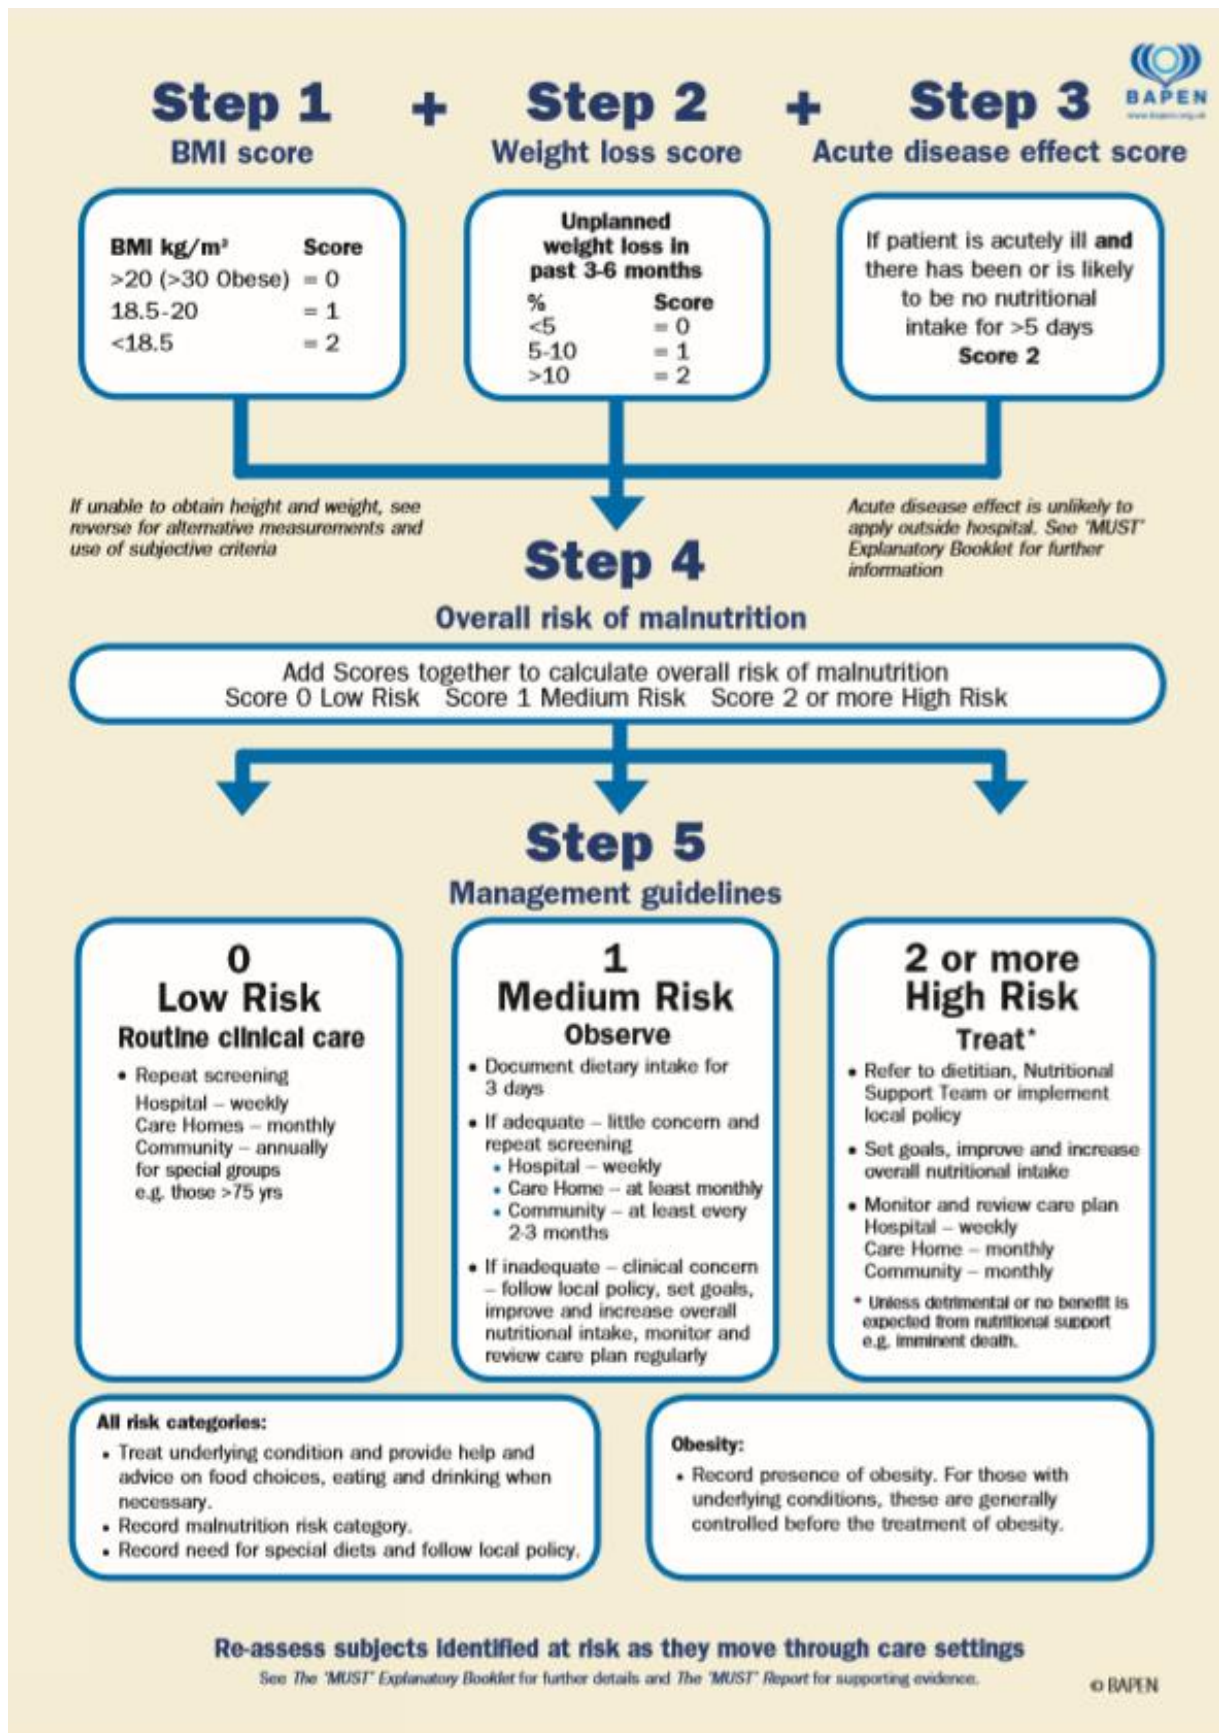 BAPEN
www.bapen.org.uk
Step 1 + Step 2 + Step 3
BMI score
Weight loss score
Acute disease effect score
BMI kg/m² Score
>20 (>30 Obese) = 0
18.5-20 = 1
<18.5 = 2
Unplanned
weight loss in
past 3-6 months
% Score
<5 = 0
5-10 = 1
>10 = 2
If patient is acutely ill and
there has been or is likely
to be no nutritional
intake for >5 days
Score 2
If unable to obtain height and weight, see
reverse for alternative measurements and
use of subjective criteria
Acute disease effect is unlikely to
apply outside hospital. See 'MUST'
Explanatory Booklet for further
information
Step 4
Overall risk of malnutrition
Add Scores together to calculate overall risk of malnutrition
Score 0 Low Risk Score 1 Medium Risk Score 2 or more High Risk
Step 5
Management guidelines
0
Low Risk
Routine clinical care
• Repeat screening
Hospital – weekly
Care Homes – monthly
Community – annually
for special groups
e.g. those >75 yrs
1
Medium Risk
Observe
• Document dietary intake for
3 days
• If adequate – little concern and
repeat screening
• Hospital – weekly
• Care Home – at least monthly
• Community – at least every
2-3 months
• If inadequate – clinical concern
– follow local policy, set goals,
improve and increase overall
nutritional intake, monitor and
review care plan regularly
2 or more
High Risk
Treat*
• Refer to dietitian, Nutritional
Support Team or implement
local policy
• Set goals, improve and increase
overall nutritional intake
• Monitor and review care plan
Hospital – weekly
Care Home – monthly
Community – monthly
* Unless detrimental or no benefit is
expected from nutritional support
e.g. imminent death.
All risk categories:
• Treat underlying condition and provide help and
advice on food choices, eating and drinking when
necessary.
• Record malnutrition risk category.
• Record need for special diets and follow local policy.
Obesity:
• Record presence of obesity. For those with
underlying conditions, these are generally
controlled before the treatment of obesity.
Re-assess subjects identified at risk as they move through care settings
See The 'MUST' Explanatory Booklet for further details and The 'MUST' Report for supporting evidence.
© BAPEN